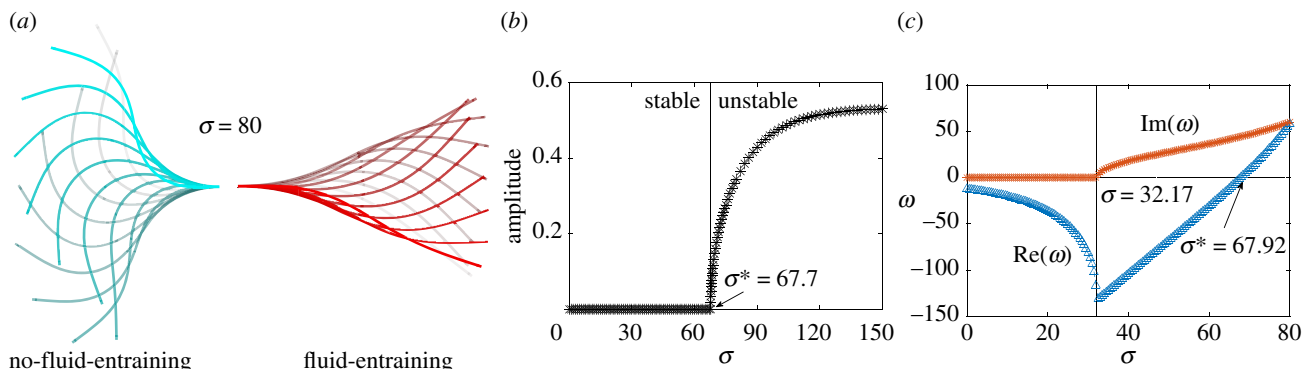 (a)
σ = 80
no-fluid-entraining
fluid-entraining
(b)
0.6
0.4
0.2
0
30
60
90
120
150
amplitude
σ
stable
unstable
σ* = 67.7
(c)
100
50
0
−50
−100
−150
0
20
40
60
80
ω
σ
Im(ω)
σ = 32.17
Re(ω)
σ* = 67.92